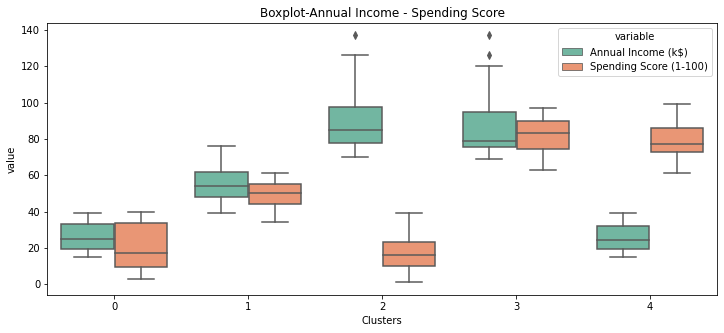 Boxplot-Annual Income - Spending Score
variable
Annual Income (k$)
Spending Score (1-100)
140
120
100
80
60
40
20
0
value
0 1 2 3 4
Clusters